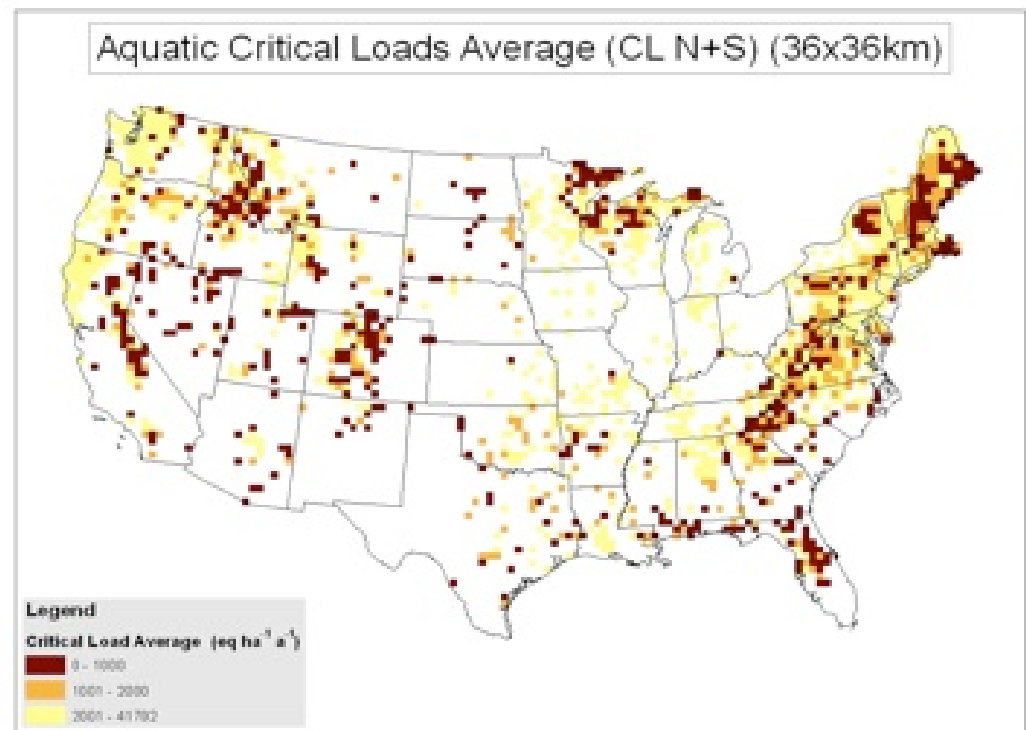 Aquatic Critical Loads Average (CL N+S) (36x36km)
Legend
Critical Load Average (eq ha⁻¹ a⁻¹)
0 - 1000
1001 - 2000
2001 - 41792